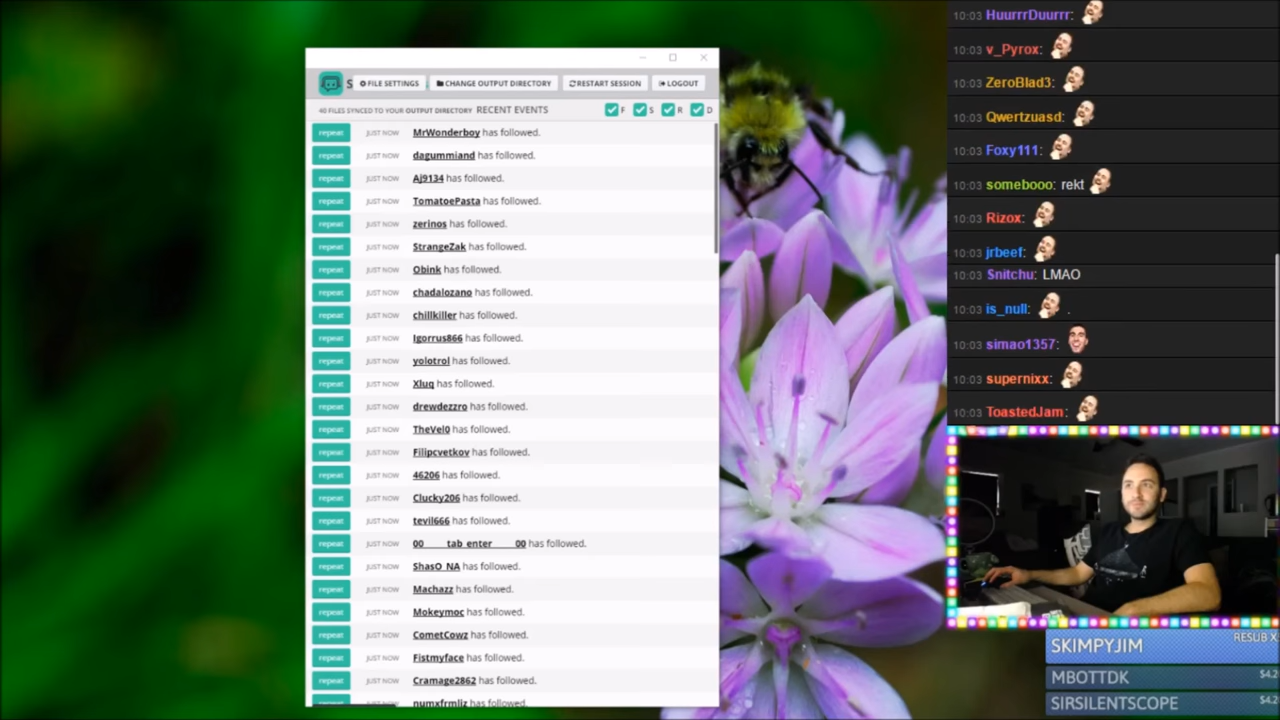 S FILE SETTINGS CHANGE OUTPUT DIRECTORY RESTART SESSION LOGOUT
40 FILES SYNCED TO YOUR OUTPUT DIRECTORY RECENT EVENTS F S R D
repeat JUST NOW MrWonderboy has followed.
repeat JUST NOW dagummiand has followed.
repeat JUST NOW Aj9134 has followed.
repeat JUST NOW TomatoePasta has followed.
repeat JUST NOW zerinos has followed.
repeat JUST NOW StrangeZak has followed.
repeat JUST NOW Obink has followed.
repeat JUST NOW chadalozano has followed.
repeat JUST NOW chillkiller has followed.
repeat JUST NOW Igorrus866 has followed.
repeat JUST NOW yolotrol has followed.
repeat JUST NOW Xluq has followed.
repeat JUST NOW drewdezzro has followed.
repeat JUST NOW TheVel0 has followed.
repeat JUST NOW Filipcvetkov has followed.
repeat JUST NOW 46206 has followed.
repeat JUST NOW Clucky206 has followed.
repeat JUST NOW tevil666 has followed.
repeat JUST NOW 00____tab_enter____00 has followed.
repeat JUST NOW ShasO_NA has followed.
repeat JUST NOW Machazz has followed.
repeat JUST NOW Mokeymoc has followed.
repeat JUST NOW CometCowz has followed.
repeat JUST NOW Fistmyface has followed.
repeat JUST NOW Cramage2862 has followed.
repeat JUST NOW has followed.
10:03 HuurrrDuurrr:
10:03 v_Pyrox:
10:03 ZeroBlad3:
10:03 Qwertzuasd:
10:03 Foxy111:
10:03 somebooo: rekt
10:03 Rizox:
10:03 jrbeef:
10:03 Snitchu: LMAO
10:03 is_null: .
10:03 simao1357:
10:03 supernixx:
10:03 ToastedJam:
SKIMPYJIM RESUB X
MBOTTDK $4.2
SIRSILENTSCOPE $4.2